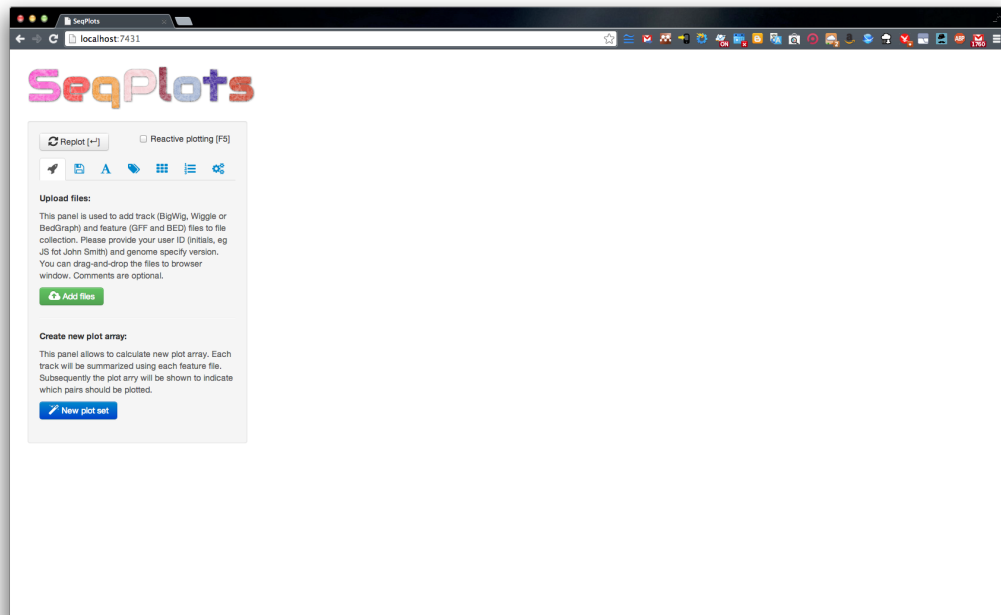 SeqPlots
localhost:7431
ON
2
ABP
1760
SeqPlots
Replot [↵]
Reactive plotting [F5]
A
Upload files:
This panel is used to add track (BigWig, Wiggle or
BedGraph) and feature (GFF and BED) files to file
collection. Please provide your user ID (initials, eg
JS fot John Smith) and genome specify version.
You can drag-and-drop the files to browser
window. Comments are optional.
Add files
Create new plot array:
This panel allows to calculate new plot array. Each
track will be summarized using each feature file.
Subsequently the plot arry will be shown to indicate
which pairs should be plotted.
New plot set